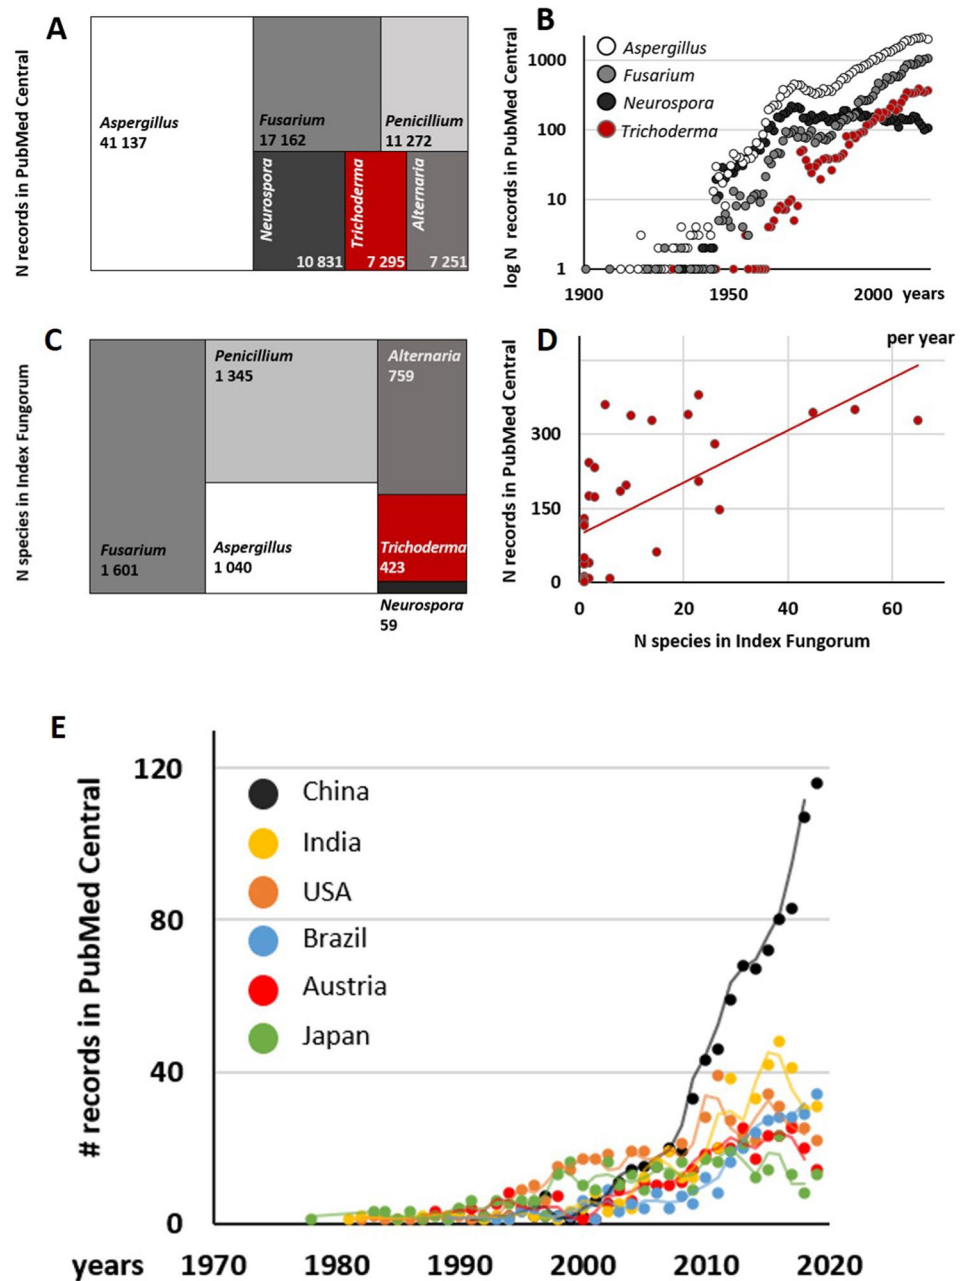 A
N records in PubMed Central
Aspergillus
41 137
Fusarium
17 162
Penicillium
11 272
Neurospora
10 831
Trichoderma
7 295
Alternaria
7 251
B
log N records in PubMed Central
1000
100
10
1
Aspergillus
Fusarium
Neurospora
Trichoderma
1900
1950
2000
years
C
N species in Index Fungorum
Fusarium
1 601
Penicillium
1 345
Aspergillus
1 040
Alternaria
759
Trichoderma
423
Neurospora
59
D
per year
N records in PubMed Central
300
150
0
0
20
40
60
N species in Index Fungorum
E
# records in PubMed Central
120
80
40
0
China
India
USA
Brazil
Austria
Japan
years
1970
1980
1990
2000
2010
2020